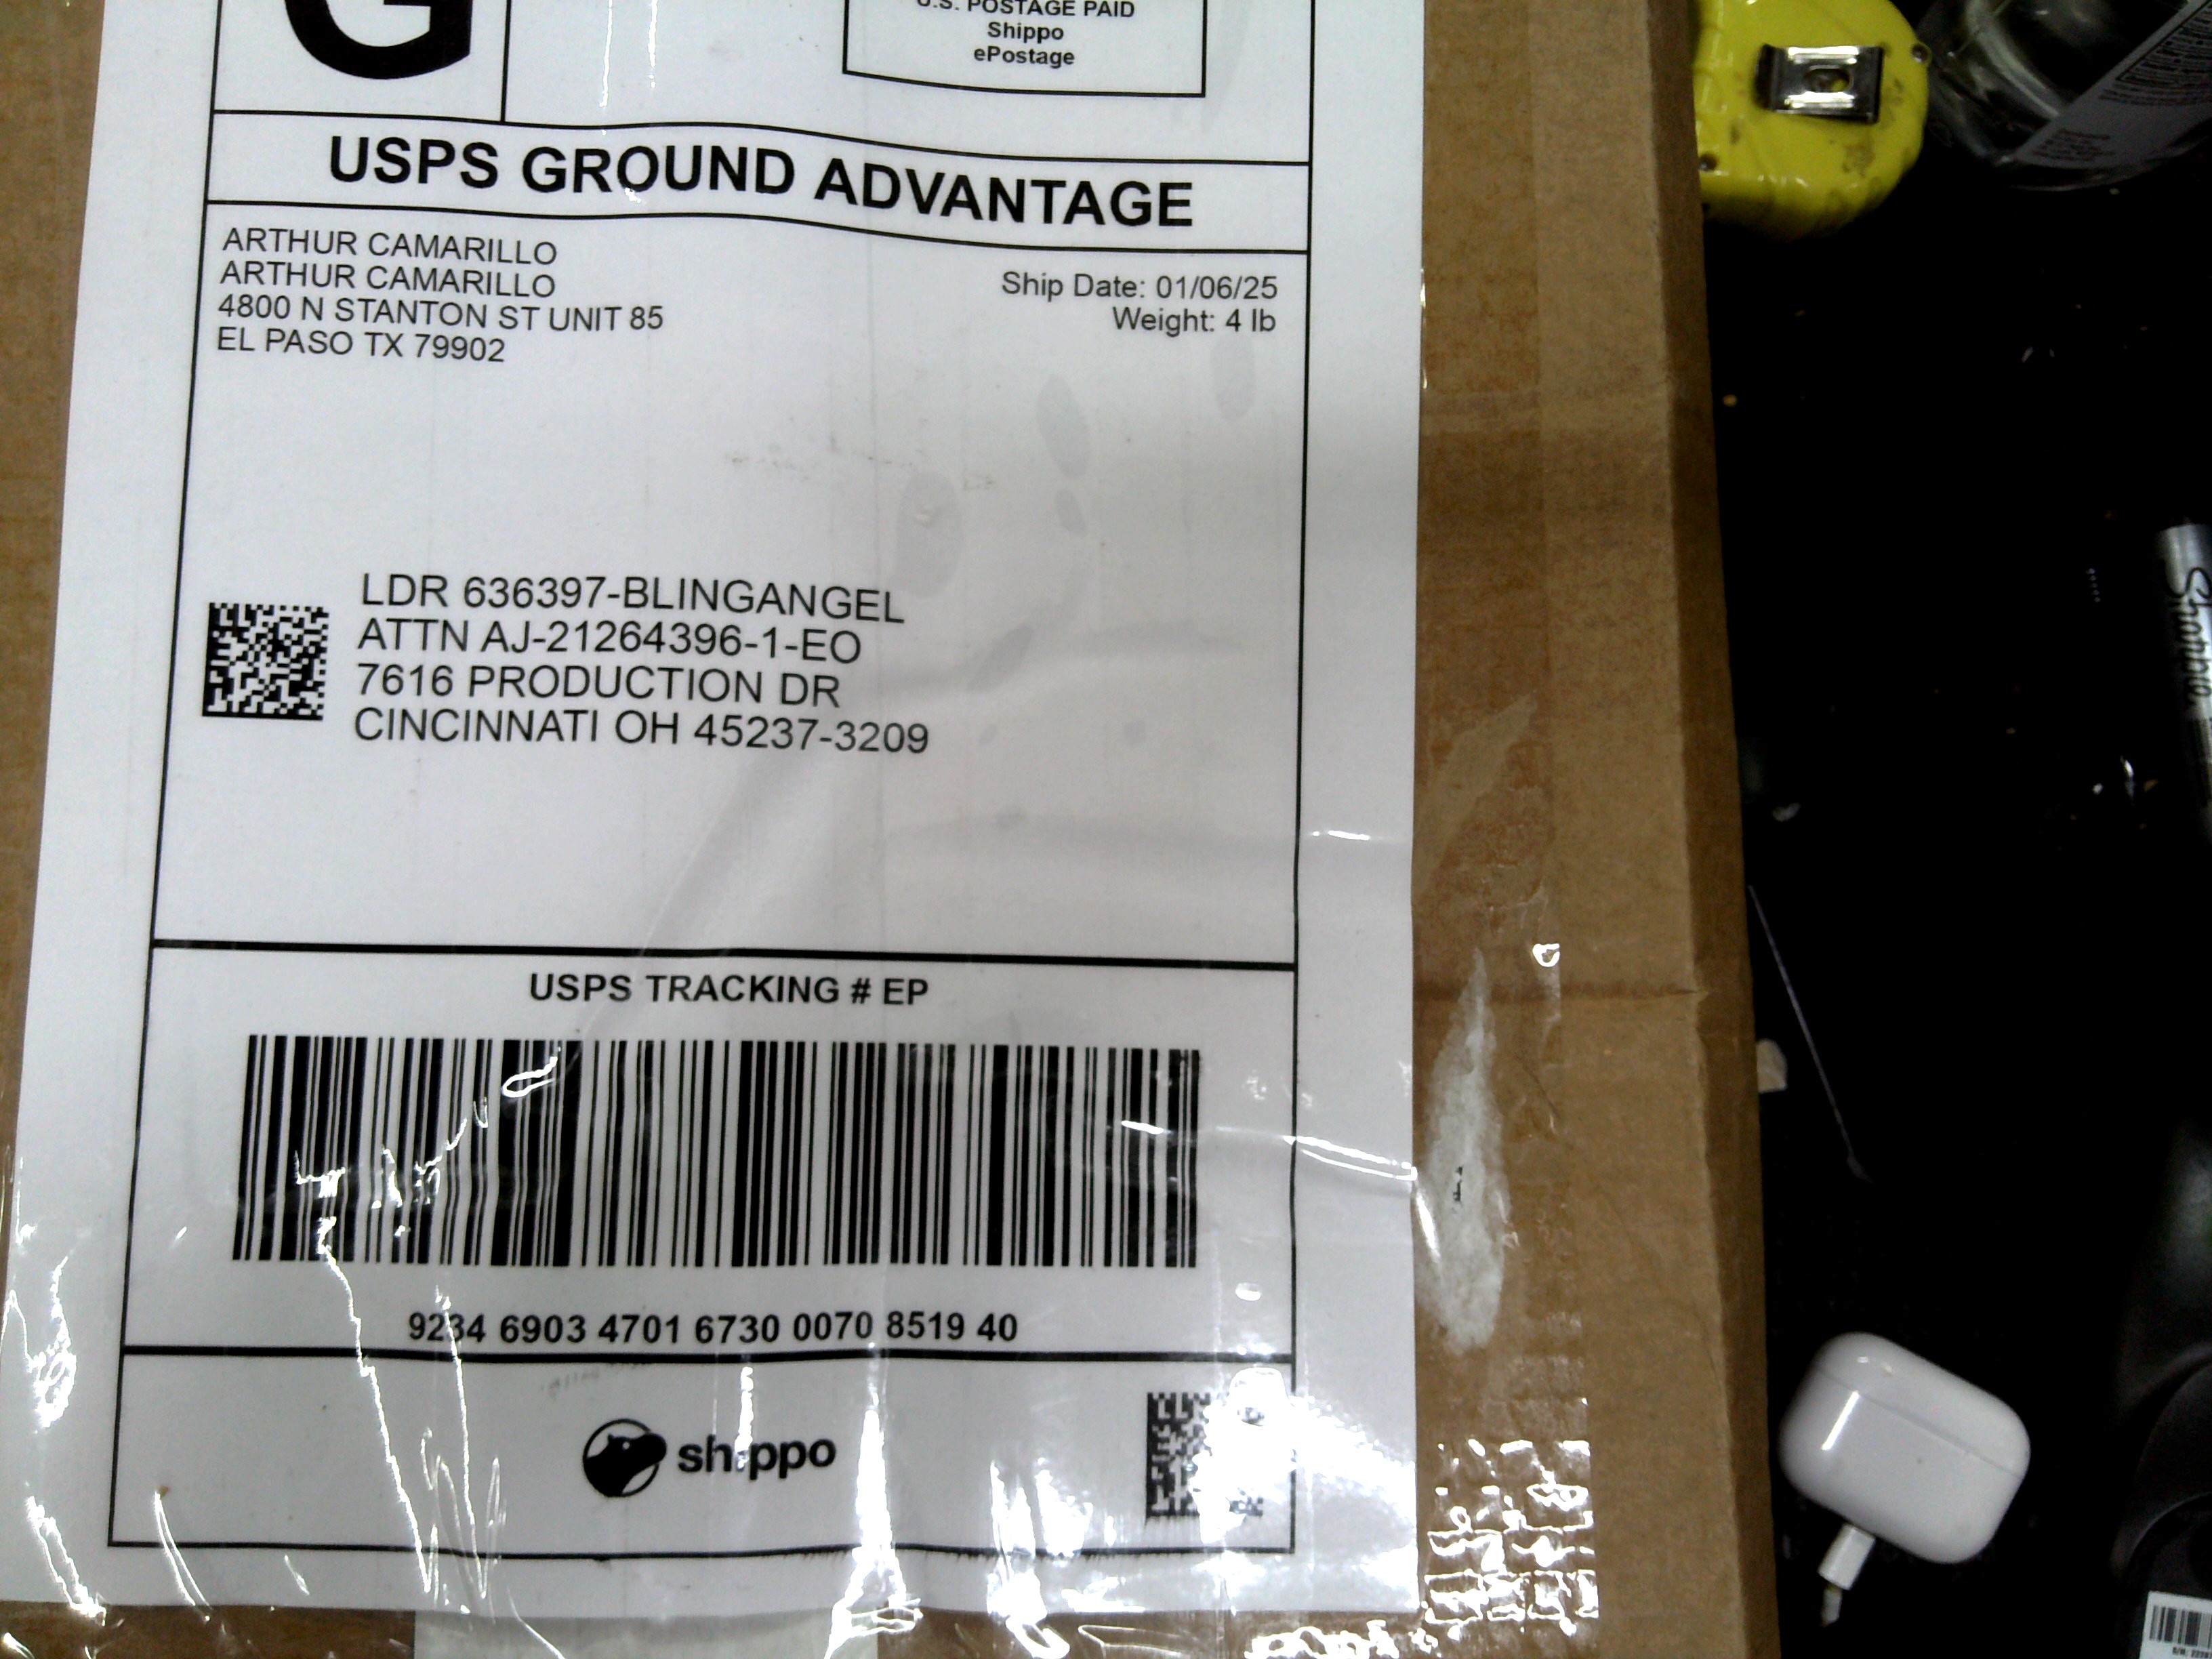 G
U.S. POSTAGE PAID
Shippo
ePostage
USPS GROUND ADVANTAGE
ARTHUR CAMARILLO
ARTHUR CAMARILLO
4800 N STANTON ST UNIT 85
EL PASO TX 79902
Ship Date: 01/06/25
Weight: 4 lb
LDR 636397-BLINGANGEL
ATTN AJ-21264396-1-EO
7616 PRODUCTION DR
CINCINNATI OH 45237-3209
USPS TRACKING # EP
9234 6903 4701 6730 0070 8519 40
shippo
Sharpie